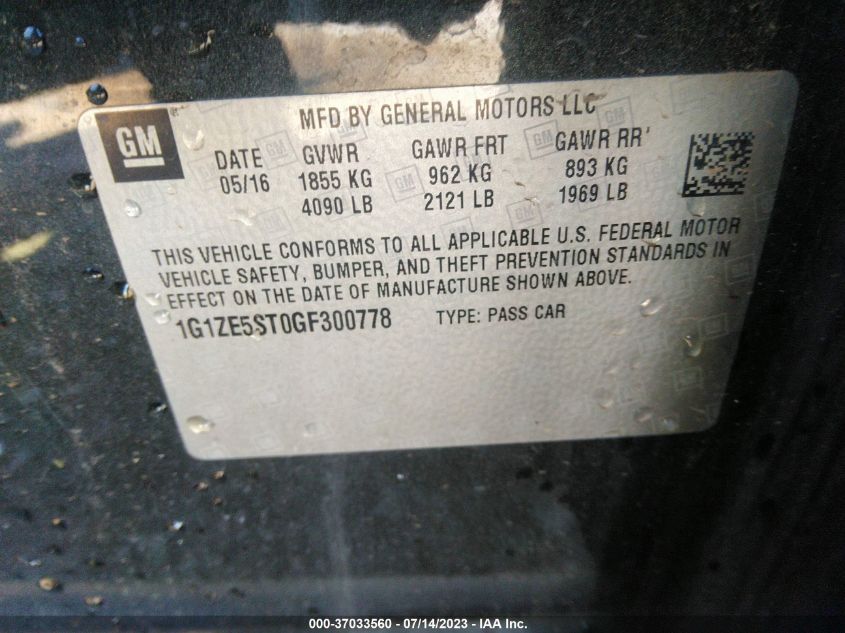 MFD BY GENERAL MOTORS LLC
GM
DATE GVWR GAWR FRT GAWR RR
05/16 1855 KG 962 KG 893 KG
4090 LB 2121 LB 1969 LB
THIS VEHICLE CONFORMS TO ALL APPLICABLE U.S. FEDERAL MOTOR
VEHICLE SAFETY, BUMPER, AND THEFT PREVENTION STANDARDS IN
EFFECT ON THE DATE OF MANUFACTURE SHOWN ABOVE.
1G1ZE5ST0GF300778 TYPE: PASS CAR
000-37033560 - 07/14/2023 - IAA Inc.